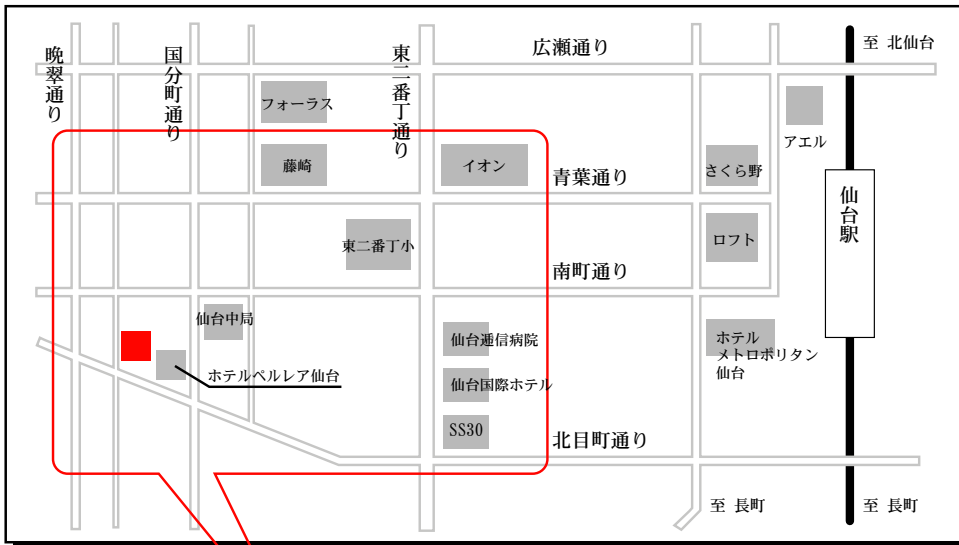 晩翠通り
国分町通り
東二番丁通り
広瀬通り
至 北仙台
フォーラス
アエル
藤崎
イオン
青葉通り
さくら野
仙台駅
東二番丁小
南町通り
ロフト
仙台中局
仙台逓信病院
ホテル
メトロポリタン
仙台
ホテルペルレア仙台
仙台国際ホテル
SS30
北目町通り
至 長町
至 長町